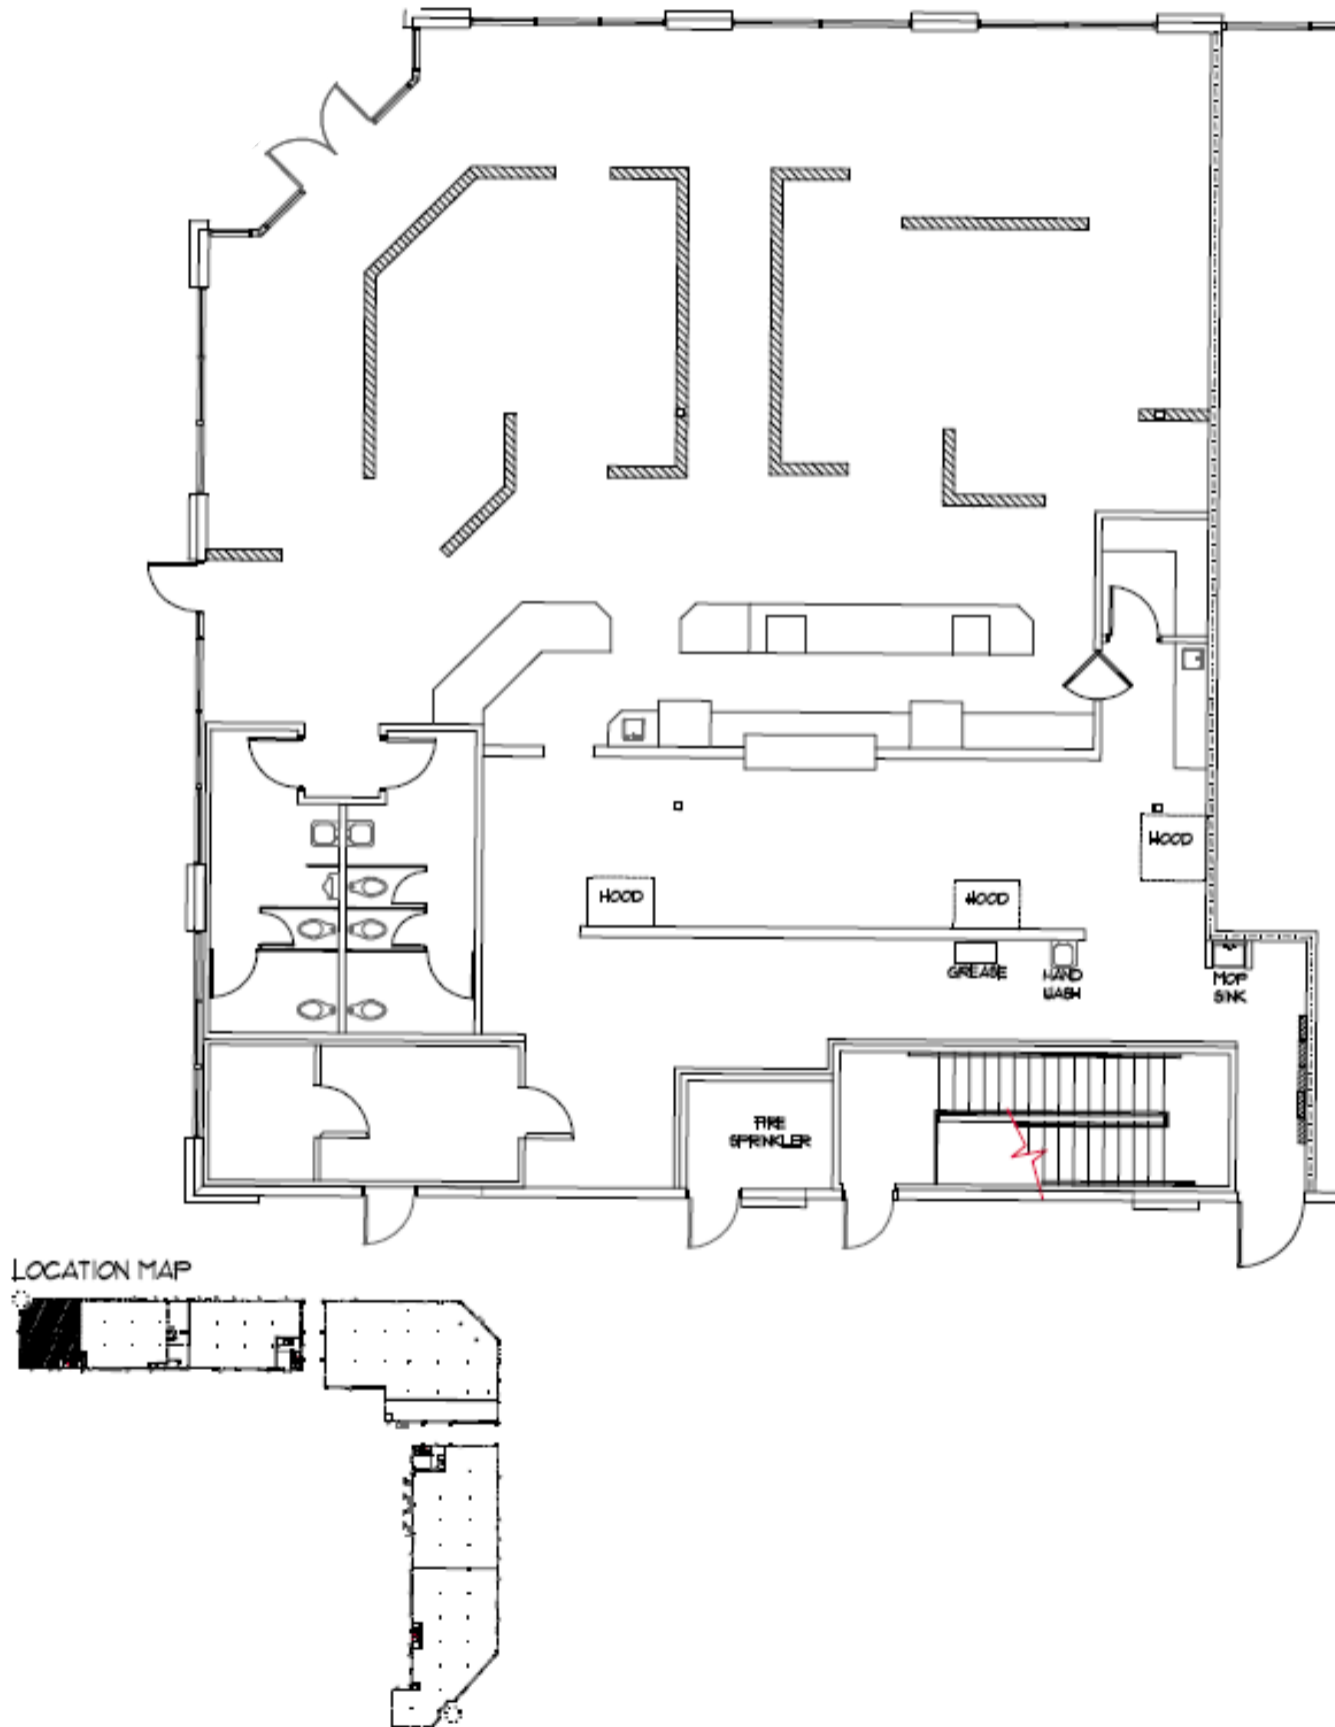 HOOD
HOOD
HOOD
GREASE
HAND
WASH
MOP
SINK
FIRE
SPRINKLER
LOCATION MAP